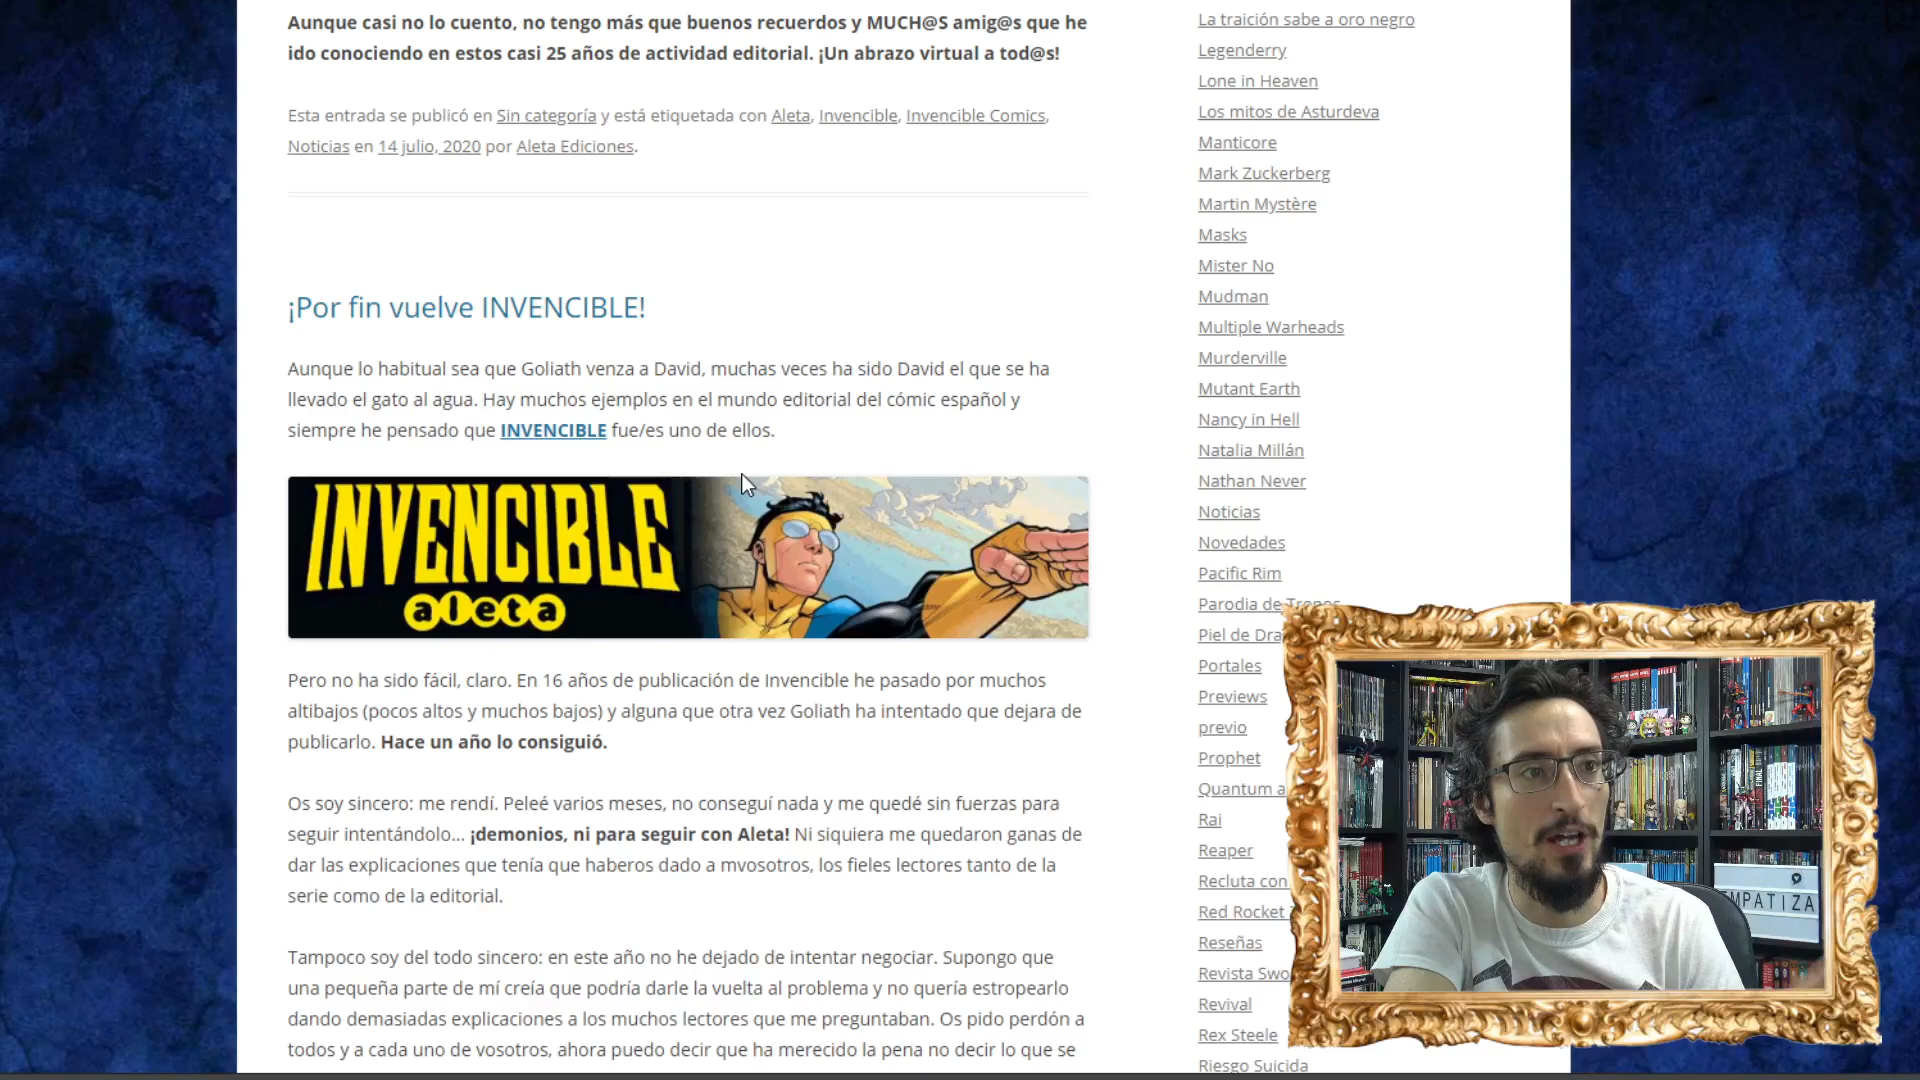 Aunque casi no lo cuento, no tengo más que buenos recuerdos y MUCH@S amig@s que he
ido conociendo en estos casi 25 años de actividad editorial. ¡Un abrazo virtual a tod@s!
Esta entrada se publicó en Sin categoría y está etiquetada con Aleta, Invencible, Invencible Comics,
Noticias en 14 julio, 2020 por Aleta Ediciones.
¡Por fin vuelve INVENCIBLE!
Aunque lo habitual sea que Goliath venza a David, muchas veces ha sido David el que se ha
llevado el gato al agua. Hay muchos ejemplos en el mundo editorial del cómic español y
siempre he pensado que INVENCIBLE fue/es uno de ellos.
INVENCIBLE
aleta
Pero no ha sido fácil, claro. En 16 años de publicación de Invencible he pasado por muchos
altibajos (pocos altos y muchos bajos) y alguna que otra vez Goliath ha intentado que dejara de
publicarlo. Hace un año lo consiguió.
Os soy sincero: me rendí. Peleé varios meses, no conseguí nada y me quedé sin fuerzas para
seguir intentándolo... ¡demonios, ni para seguir con Aleta! Ni siquiera me quedaron ganas de
dar las explicaciones que tenía que haberos dado a mvosotros, los fieles lectores tanto de la
serie como de la editorial.
Tampoco soy del todo sincero: en este año no he dejado de intentar negociar. Supongo que
una pequeña parte de mí creía que podría darle la vuelta al problema y no quería estropearlo
dando demasiadas explicaciones a los muchos lectores que me preguntaban. Os pido perdón a
todos y a cada uno de vosotros, ahora puedo decir que ha merecido la pena no decir lo que se
La traición sabe a oro negro
Legenderry
Lone in Heaven
Los mitos de Asturdeva
Manticore
Mark Zuckerberg
Martin Mystère
Masks
Mister No
Mudman
Multiple Warheads
Murderville
Mutant Earth
Nancy in Hell
Natalia Millán
Nathan Never
Noticias
Novedades
Pacific Rim
Parodia de Tronos
Piel de Dra
Portales
Previews
previo
Prophet
Quantum a
Rai
Reaper
Recluta con
Red Rocket
Reseñas
Revista Swo
Revival
Rex Steele
Riesgo Suicida
MPATIZA